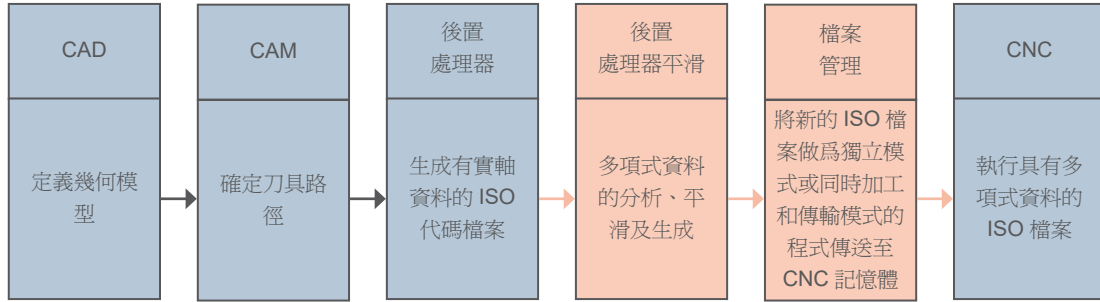 CAD
定義幾何模
型
CAM
確定刀具路
徑
後置
處理器
生成有實軸
資料的 ISO
代碼檔案
後置
處理器平滑
多項式資料
的分析、平
滑及生成
檔案
管理
將新的 ISO 檔
案做爲獨立模
式或同時加工
和傳輸模式的
程式傳送至
CNC 記憶體
CNC
執行具有多
項式資料的
ISO 檔案